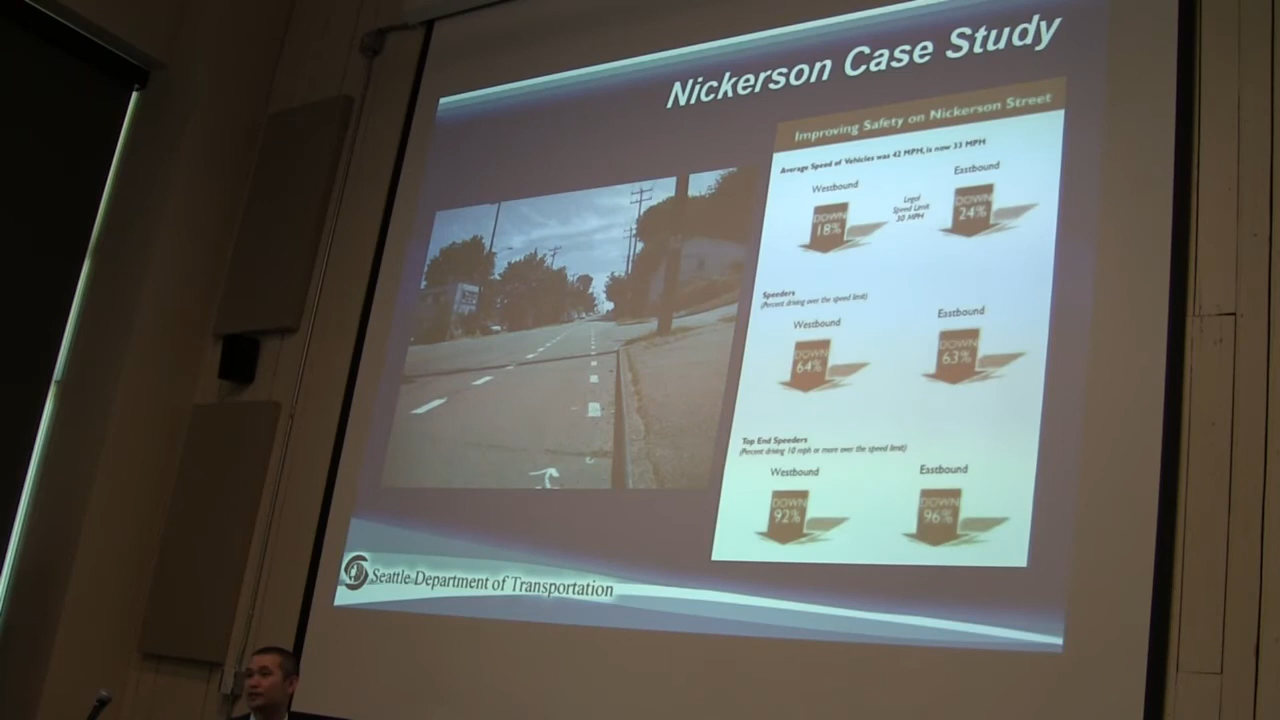 Nickerson Case Study
Improving Safety on Nickerson Street
Average Speed of Vehicles was 42 MPH, is now 33 MPH
Westbound
Eastbound
DOWN
18%
Legal
Speed Limit
30 MPH
DOWN
24%
Speeders
(Percent driving over the speed limit)
Westbound
Eastbound
DOWN
64%
DOWN
63%
Top End Speeders
(Percent driving 10 mph or more over the speed limit)
Westbound
Eastbound
DOWN
92%
DOWN
96%
Seattle Department of Transportation